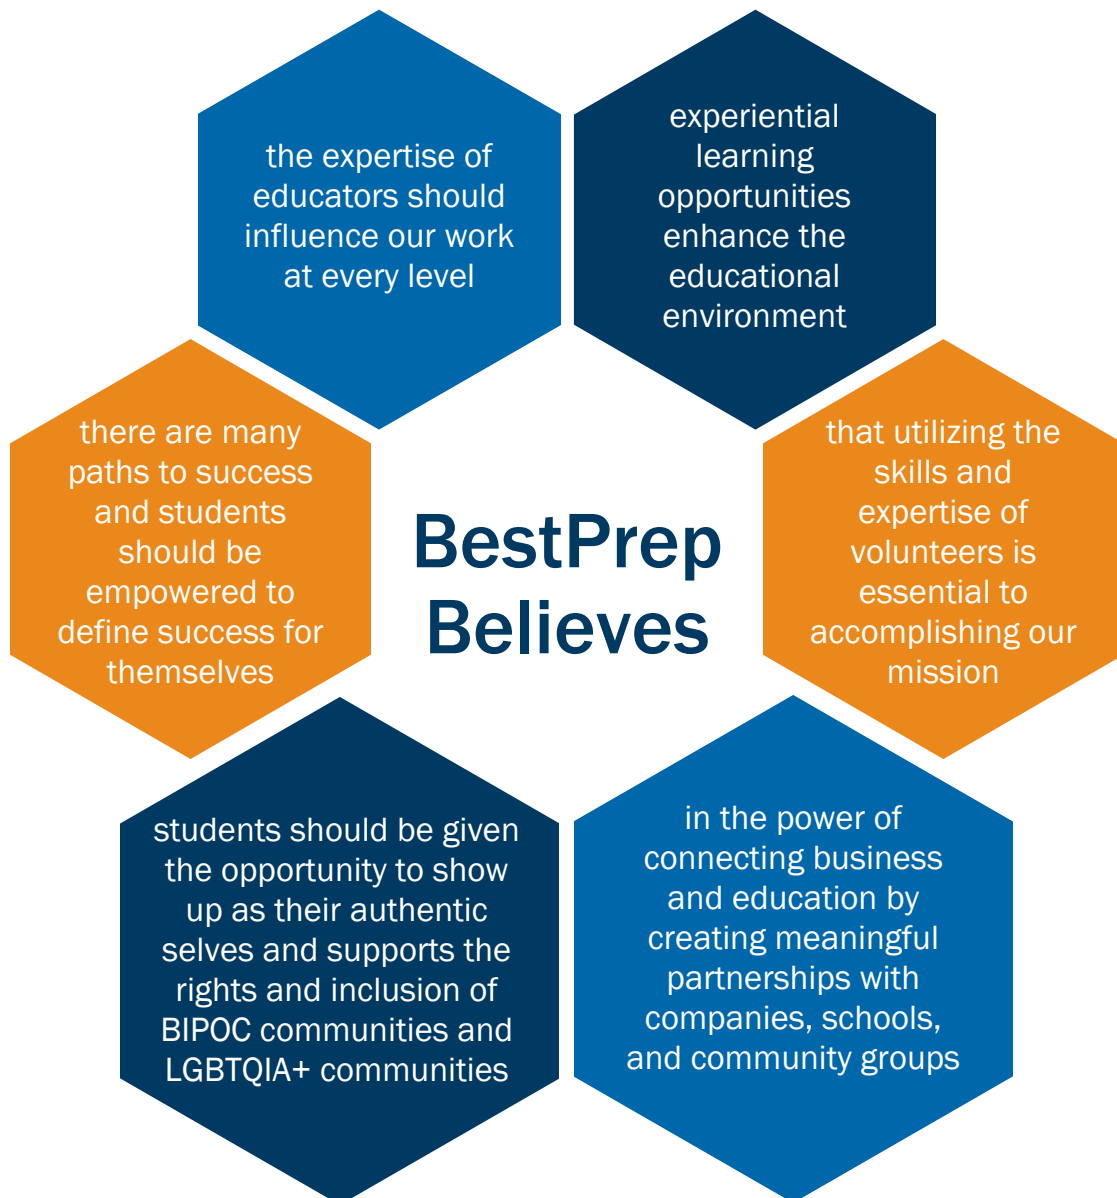 the expertise of
educators should
influence our work
at every level
experiential
learning
opportunities
enhance the
educational
environment
there are many
paths to success
and students
should be
empowered to
define success for
themselves
BestPrep
Believes
that utilizing the
skills and
expertise of
volunteers is
essential to
accomplishing our
mission
students should be given
the opportunity to show
up as their authentic
selves and supports the
rights and inclusion of
BIPOC communities and
LGBTQIA+ communities
in the power of
connecting business
and education by
creating meaningful
partnerships with
companies, schools,
and community groups